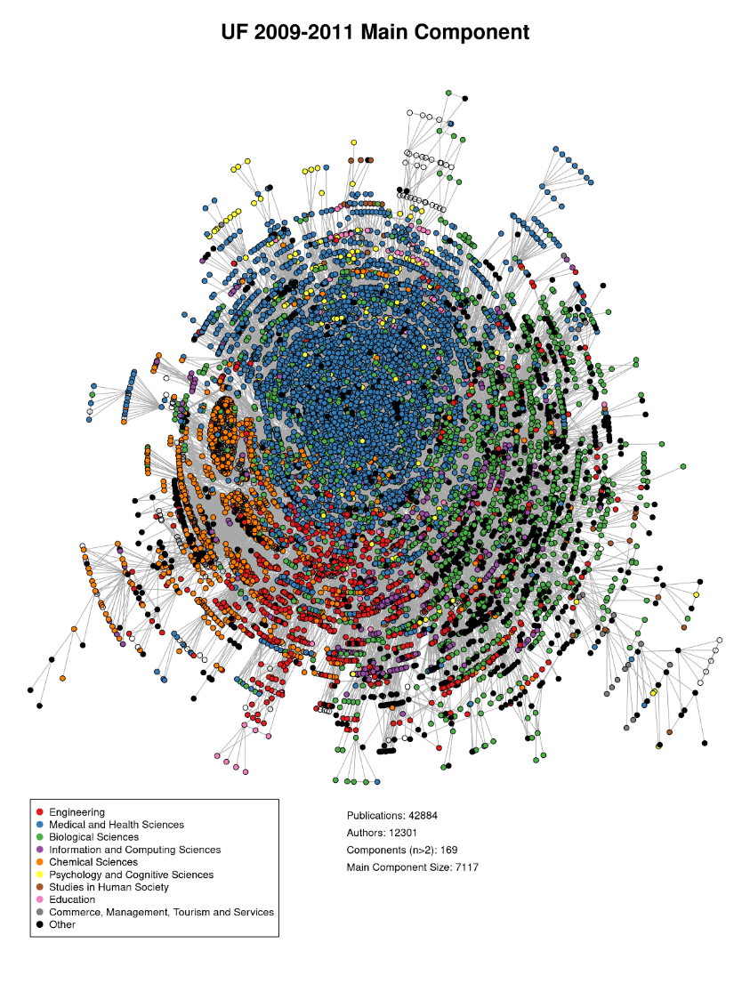 UF 2009-2011 Main Component
Engineering
Medical and Health Sciences
Biological Sciences
Information and Computing Sciences
Chemical Sciences
Psychology and Cognitive Sciences
Studies in Human Society
Education
Commerce, Management, Tourism and Services
Other
Publications: 42884
Authors: 12301
Components (n>2): 169
Main Component Size: 7117